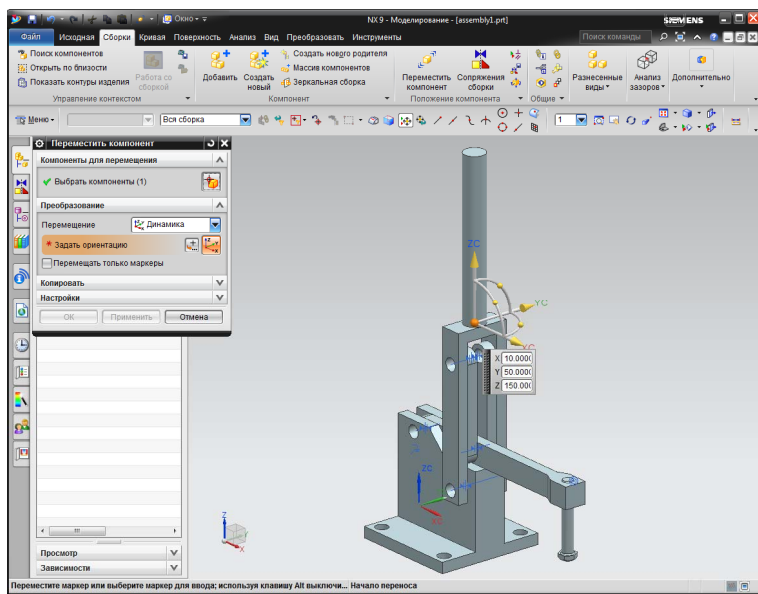 Окно
NX 9 - Моделирование - [assembly1.prt]
SIEMENS
Файл Исходная Сборки Кривая Поверхность Анализ Вид Преобразовать Инструменты Поиск команды
Поиск компонентов
Открыть по близости
Показать контуры изделия
Работа со сборкой
Добавить
Создать новый
Создать нового родителя
Массив компонентов
Зеркальная сборка
Переместить компонент
Сопряжения сборки
Разнесенные виды
Анализ зазоров
Дополнительно
Управление контекстом Компонент Положение компонента Общие
Меню Вся сборка 1
Переместить компонент
Компоненты для перемещения
Выбрать компоненты (1)
Преобразование
Перемещение Динамика
* Задать ориентацию
Перемещать только маркеры
Копировать
Настройки
ОК Применить Отмена
ZC
YC
XC
X 10.0000
Y 50.0000
Z 150.000
ZC
XC
Z
Y
X
Просмотр
Зависимости
Переместите маркер или выберите маркер для ввода; используя клавишу Alt выключи... Начало переноса